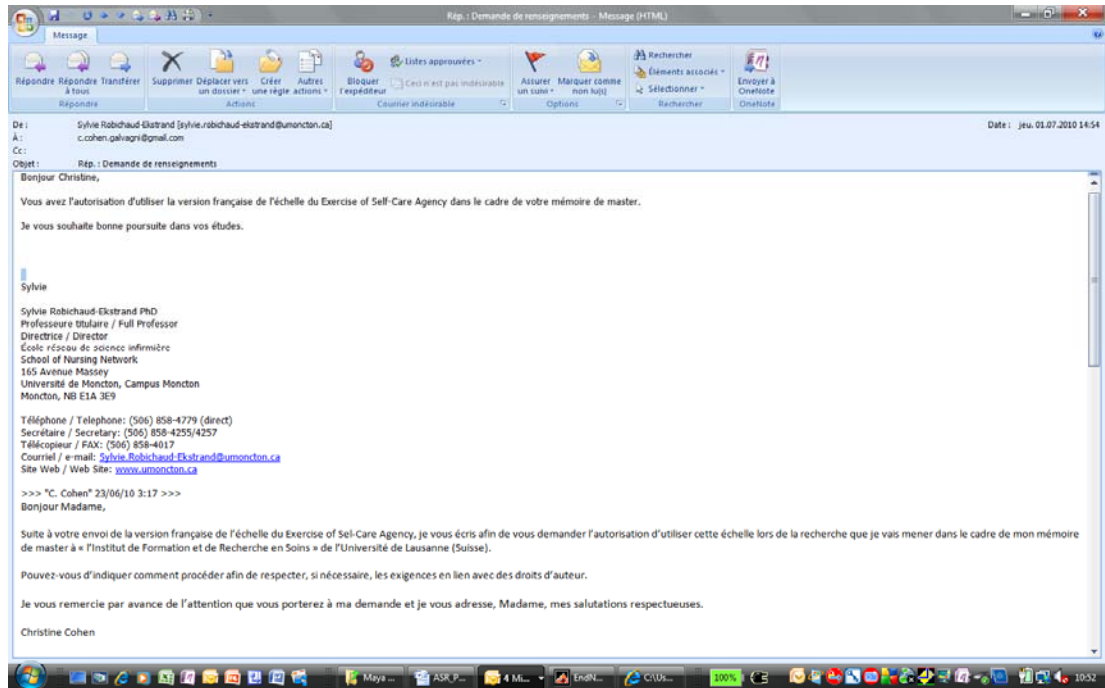 Rép. : Demande de renseignements - Message (HTML)
Message
Répondre Répondre à tous Transférer
Supprimer Déplacer vers un dossier Créer une règle Autres actions
Bloquer l'expéditeur Listes approuvées
Ceci n'est pas indésirable
Assurer un suivi Marquer comme non lu(s)
Rechercher
Éléments associés
Sélectionner
Envoyer à OneNote
Répondre Actions Courrier indésirable Options Rechercher OneNote
De : Sylvie Robichaud-Ekstrand [sylvie.robichaud-ekstrand@umoncton.ca] Date : jeu. 01.07.2010 14:54
À : c.cohen.galvagni@gmail.com
Cc :
Objet : Rép. : Demande de renseignements
Bonjour Christine,
Vous avez l'autorisation d'utiliser la version française de l'échelle du Exercise of Self-Care Agency dans le cadre de votre mémoire de master.
Je vous souhaite bonne poursuite dans vos études.
Sylvie
Sylvie Robichaud-Ekstrand PhD
Professeure titulaire / Full Professor
Directrice / Director
École réseau de science infirmière
School of Nursing Network
165 Avenue Massey
Université de Moncton, Campus Moncton
Moncton, NB E1A 3E9
Téléphone / Telephone: (506) 858-4779 (direct)
Secrétaire / Secretary: (506) 858-4255/4257
Télécopieur / FAX: (506) 858-4017
Courriel / e-mail: Sylvie.Robichaud-Ekstrand@umoncton.ca
Site Web / Web Site: www.umoncton.ca
>>> "C. Cohen" 23/06/10 3:17 >>>
Bonjour Madame,
Suite à votre envoi de la version française de l'échelle du Exercise of Sel-Care Agency, je vous écris afin de vous demander l'autorisation d'utiliser cette échelle lors de la recherche que je vais mener dans le cadre de mon mémoire
de master à « l'Institut de Formation et de Recherche en Soins » de l'Université de Lausanne (Suisse).
Pouvez-vous d'indiquer comment procéder afin de respecter, si nécessaire, les exigences en lien avec des droits d'auteur.
Je vous remercie par avance de l'attention que vous porterez à ma demande et je vous adresse, Madame, mes salutations respectueuses.
Christine Cohen
Maya ... ASR_P... 4 Mi... EndN... C:\Us... 100% 10:52